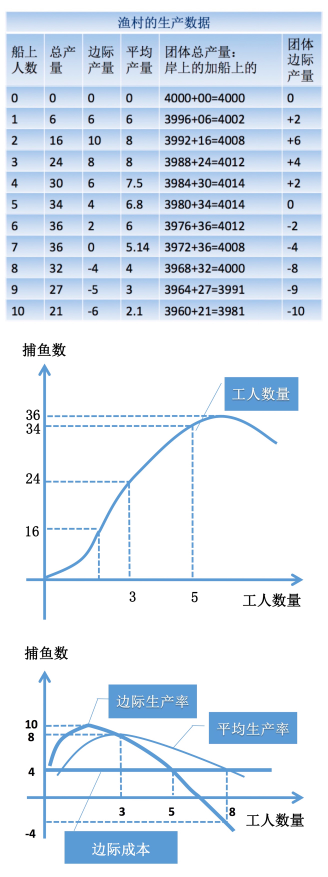 渔村的生产数据
船上人数 总产量 边际产量 平均产量 团体总产量：岸上的加船上的 团体边际产量
0 0 0 0 4000+00=4000 0
1 6 6 6 3996+06=4002 +2
2 16 10 8 3992+16=4008 +6
3 24 8 8 3988+24=4012 +4
4 30 6 7.5 3984+30=4014 +2
5 34 4 6.8 3980+34=4014 0
6 36 2 6 3976+36=4012 -2
7 36 0 5.14 3972+36=4008 -4
8 32 -4 4 3968+32=4000 -8
9 27 -5 3 3964+27=3991 -9
10 21 -6 2.1 3960+21=3981 -10
捕鱼数
工人数量
36
34
24
16
3 5 工人数量
捕鱼数
边际生产率
10
8
平均生产率
4
3 5 8
-4
工人数量
边际成本